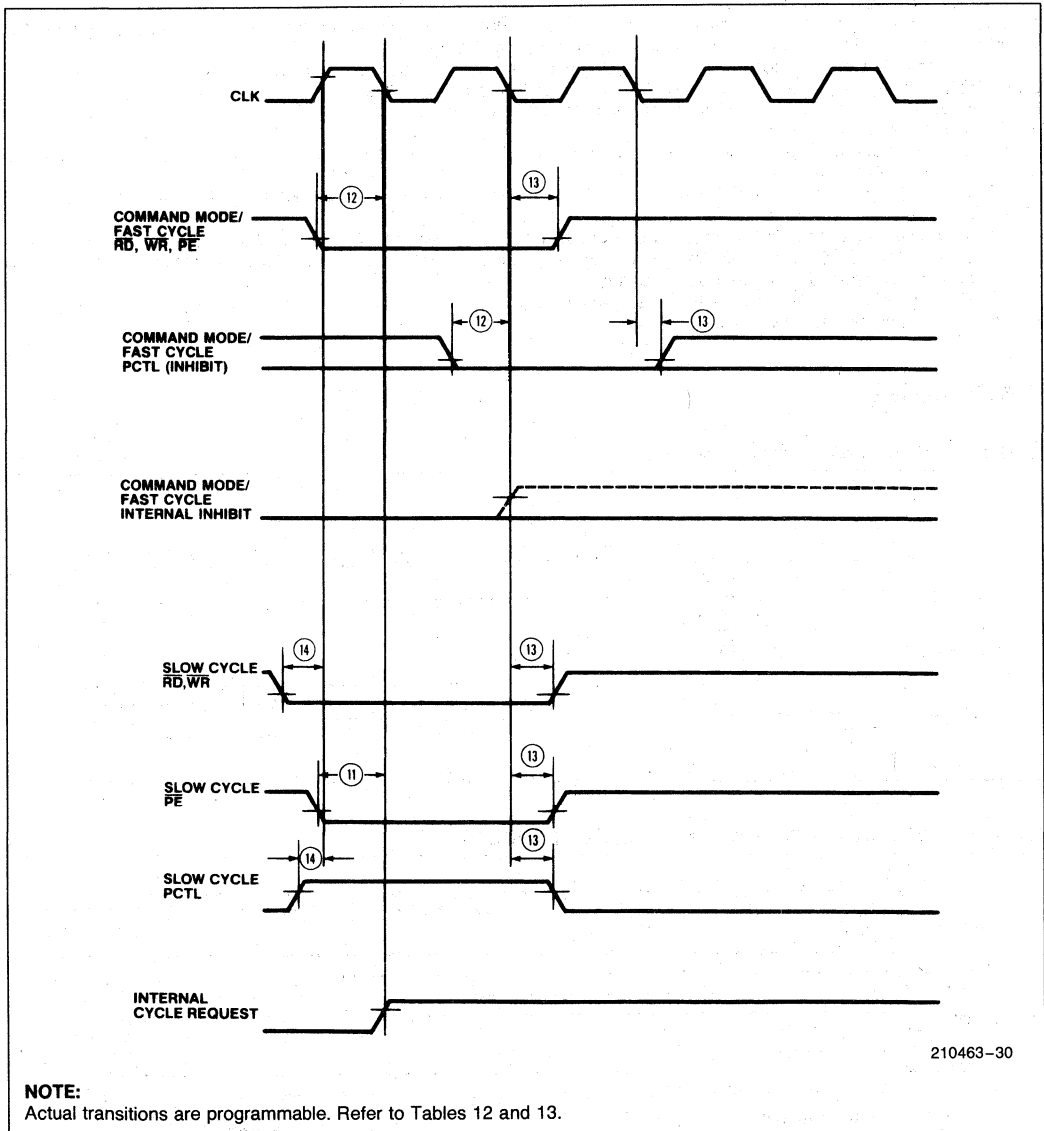 CLK
12
13
COMMAND MODE/
FAST CYCLE
RD, WR, PE
12
13
COMMAND MODE/
FAST CYCLE
PCTL (INHIBIT)
COMMAND MODE/
FAST CYCLE
INTERNAL INHIBIT
14
13
SLOW CYCLE
RD,WR
11
13
SLOW CYCLE
PE
14
13
SLOW CYCLE
PCTL
INTERNAL
CYCLE REQUEST
210463–30
NOTE:
Actual transitions are programmable. Refer to Tables 12 and 13.